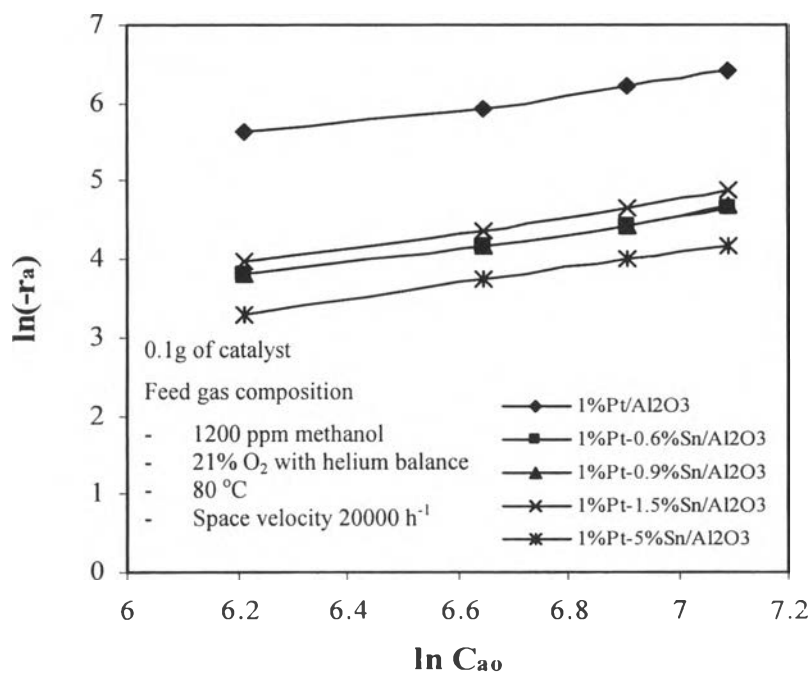 7
6
5
4
3
2
1
0
ln(-ra)
0.1g of catalyst
Feed gas composition
- 1200 ppm methanol
- 21% O2 with helium balance
- 80 °C
- Space velocity 20000 h-1
1%Pt/Al2O3
1%Pt-0.6%Sn/Al2O3
1%Pt-0.9%Sn/Al2O3
1%Pt-1.5%Sn/Al2O3
1%Pt-5%Sn/Al2O3
6 6.2 6.4 6.6 6.8 7 7.2
ln Cao